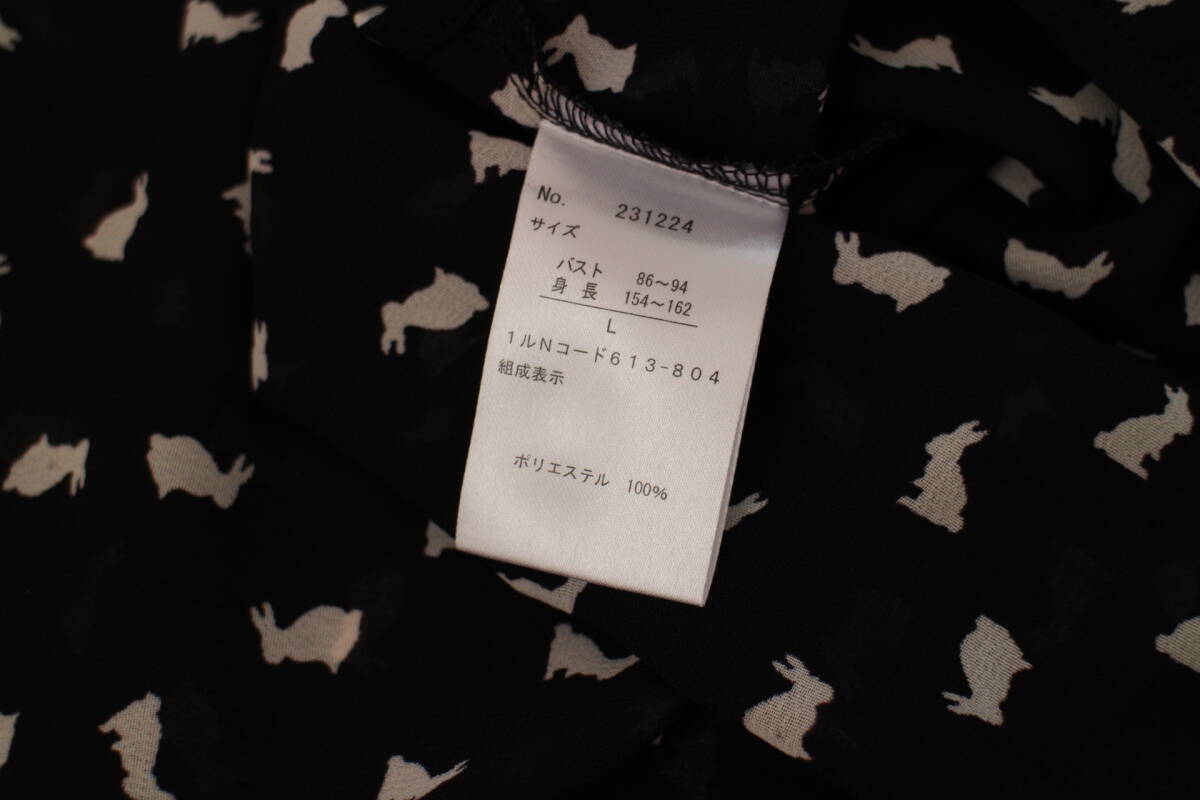 No. 231224
サイズ
バスト 86～94
身長 154～162
L
1ルNコード613-804
組成表示
ポリエステル 100%